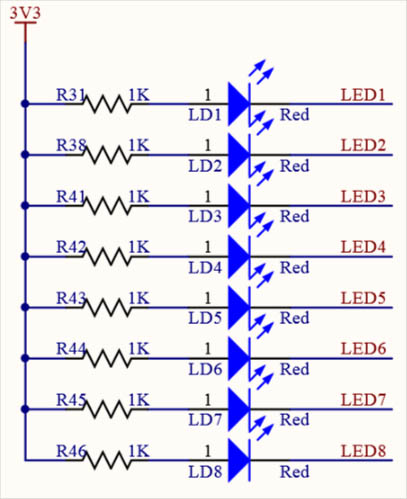 3V3
R31 1K 1 LD1 Red LED1
R38 1K 1 LD2 Red LED2
R41 1K 1 LD3 Red LED3
R42 1K 1 LD4 Red LED4
R43 1K 1 LD5 Red LED5
R44 1K 1 LD6 Red LED6
R45 1K 1 LD7 Red LED7
R46 1K 1 LD8 Red LED8